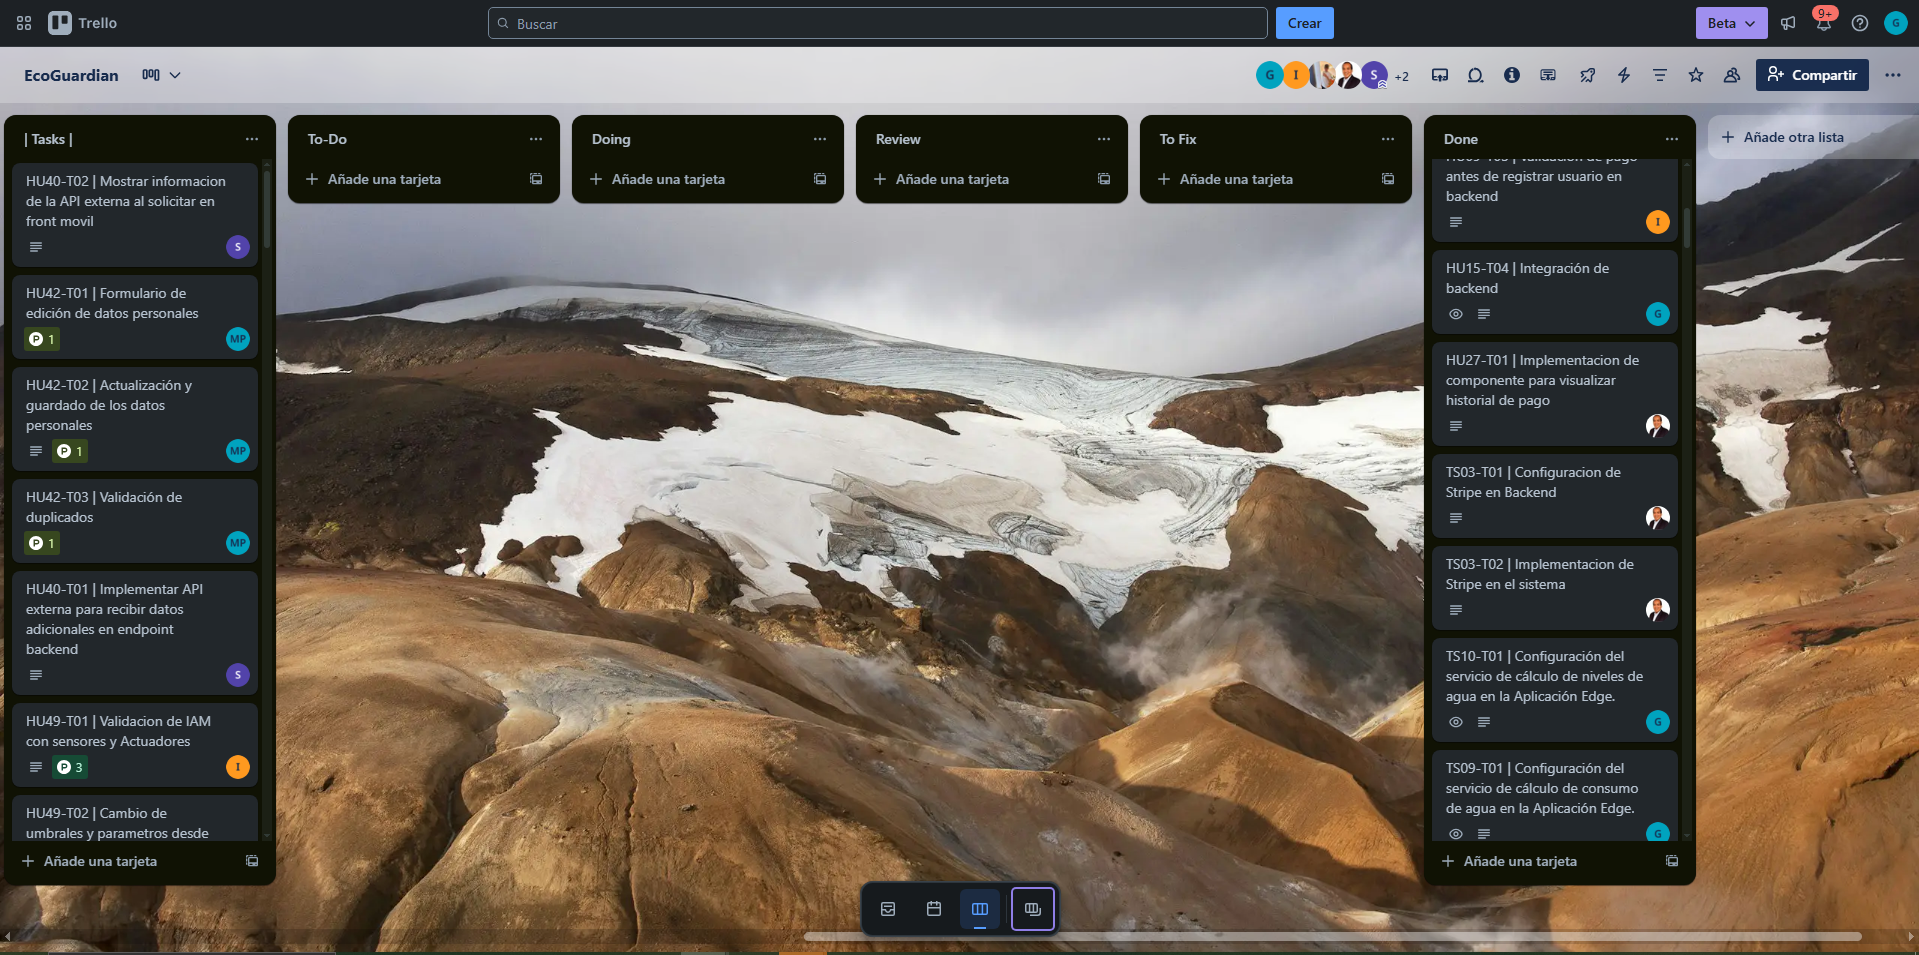 Trello
Buscar
Crear
Beta
9+
G
EcoGuardian
G
I
S
+2
Compartir
| Tasks |
HU40-T02 | Mostrar informacion
de la API externa al solicitar en
front movil
S
HU42-T01 | Formulario de
edición de datos personales
P 1
MP
HU42-T02 | Actualización y
guardado de los datos
personales
P 1
MP
HU42-T03 | Validación de
duplicados
P 1
MP
HU40-T01 | Implementar API
externa para recibir datos
adicionales en endpoint
backend
S
HU49-T01 | Validacion de IAM
con sensores y Actuadores
P 3
I
HU49-T02 | Cambio de
umbrales y parametros desde
Añade una tarjeta
To-Do
Añade una tarjeta
Doing
Añade una tarjeta
Review
Añade una tarjeta
To Fix
Añade una tarjeta
Done
antes de registrar usuario en
backend
I
HU15-T04 | Integración de
backend
G
HU27-T01 | Implementacion de
componente para visualizar
historial de pago
TS03-T01 | Configuracion de
Stripe en Backend
TS03-T02 | Implementacion de
Stripe en el sistema
TS10-T01 | Configuración del
servicio de cálculo de niveles de
agua en la Aplicación Edge.
G
TS09-T01 | Configuración del
servicio de cálculo de consumo
de agua en la Aplicación Edge.
G
Añade una tarjeta
Añade otra lista